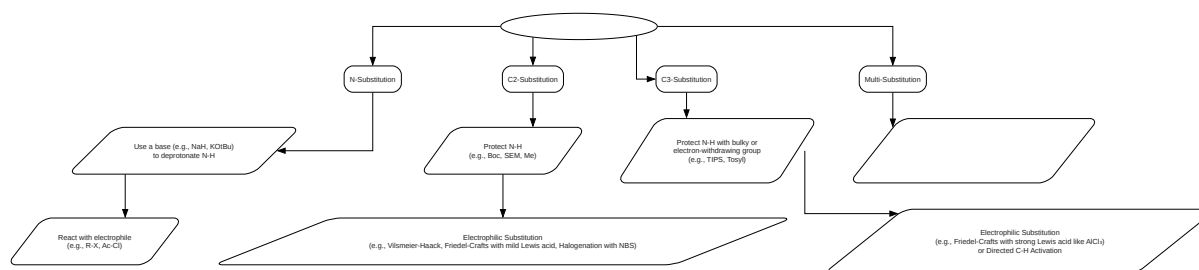 N-Substitution
C2-Substitution
C3-Substitution
Multi-Substitution
Use a base (e.g., NaH, KOtBu)
to deprotonate N-H
Protect N-H
(e.g., Boc, SEM, Me)
Protect N-H with bulky or
electron-withdrawing group
(e.g., TIPS, Tosyl)
React with electrophile
(e.g., R-X, Ac-Cl)
Electrophilic Substitution
(e.g., Vilsmeier-Haack, Friedel-Crafts with mild Lewis acid, Halogenation with NBS)
Electrophilic Substitution
(e.g., Friedel-Crafts with strong Lewis acid like AlCl₃)
or Directed C-H Activation